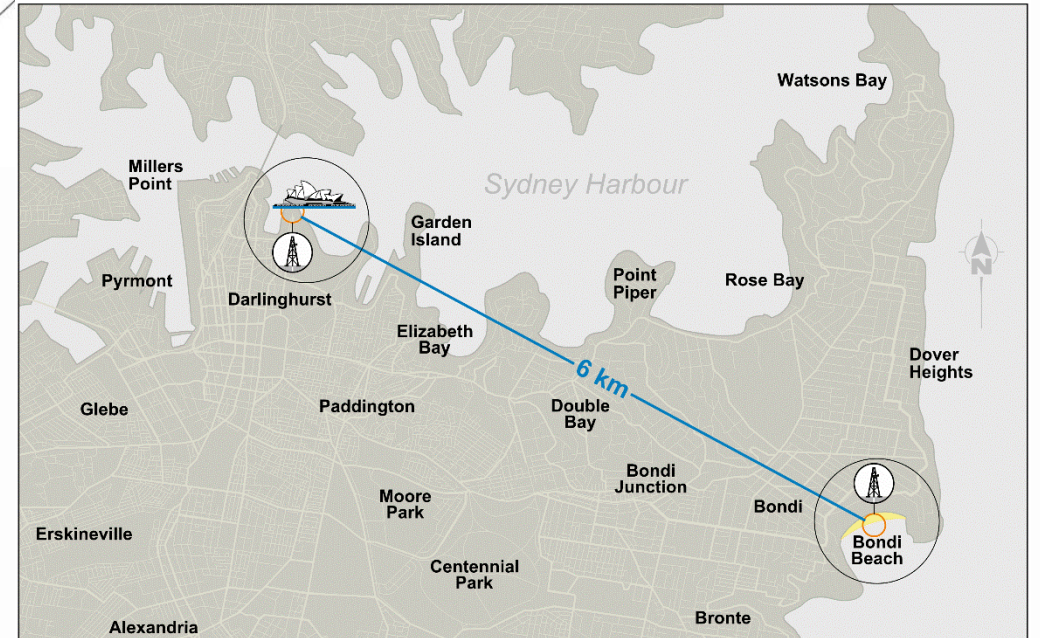 Watsons Bay
Millers
Point
Sydney Harbour
Garden
Island
N
Pyrmont
Darlinghurst
Point
Piper
Rose Bay
Elizabeth
Bay
Dover
Heights
6 km
Glebe
Paddington
Double
Bay
Bondi
Junction
Moore
Park
Bondi
Erskineville
Bondi
Beach
Centennial
Park
Bronte
Alexandria